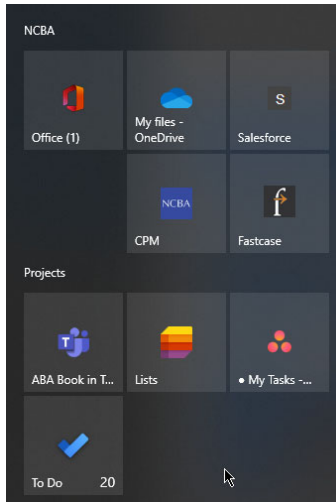 NCBA
Office (1)
My files -
OneDrive
S
Salesforce
NCBA
CPM
f
Fastcase
Projects
T
ABA Book in T...
Lists
• My Tasks -...
To Do 20